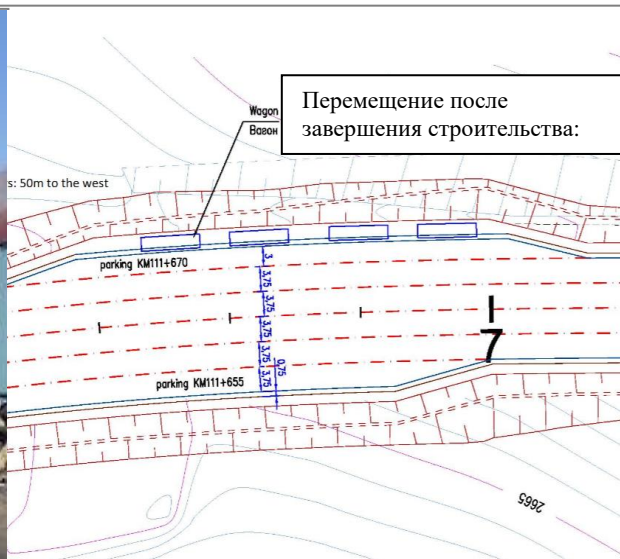 Перемещение после
завершения строительства:
Wagon
Вагон
s: 50m to the west
parking KM111+670
3
3,75
3,75
3,75
3,75
0,75
3,75
parking KM111+655
7
2665